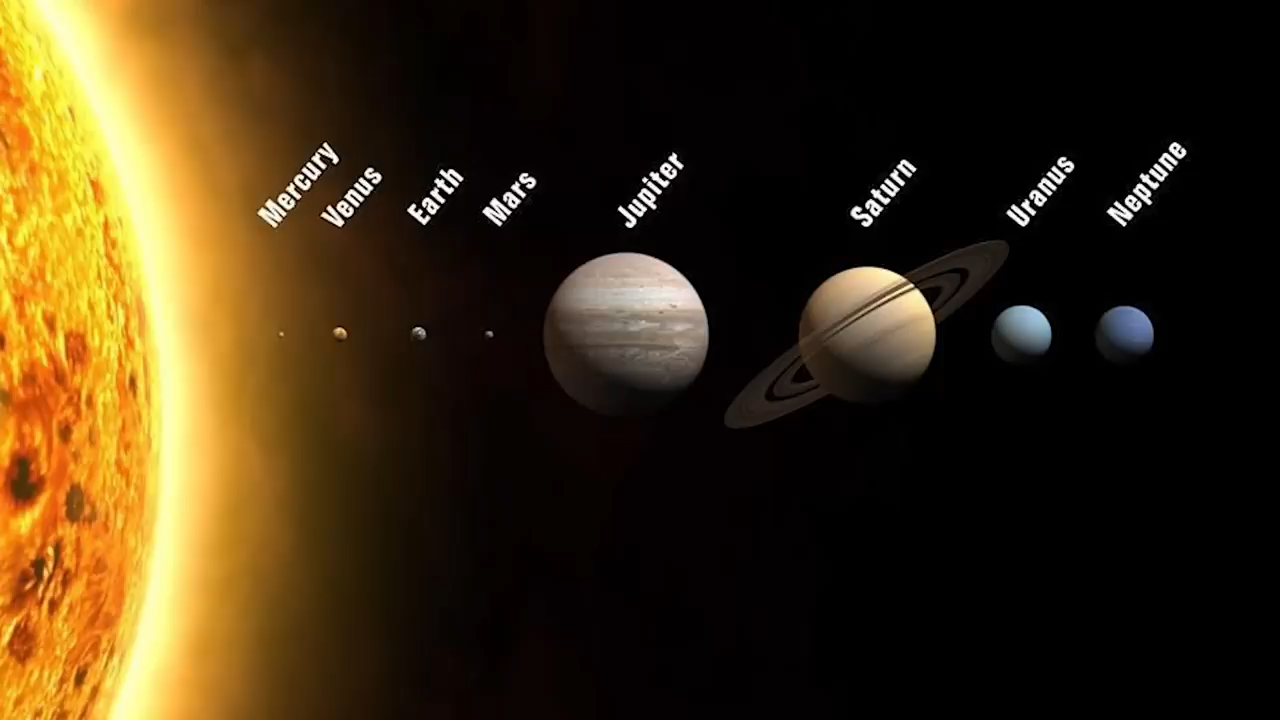 Mercury
Venus
Earth
Mars
Jupiter
Saturn
Uranus
Neptune